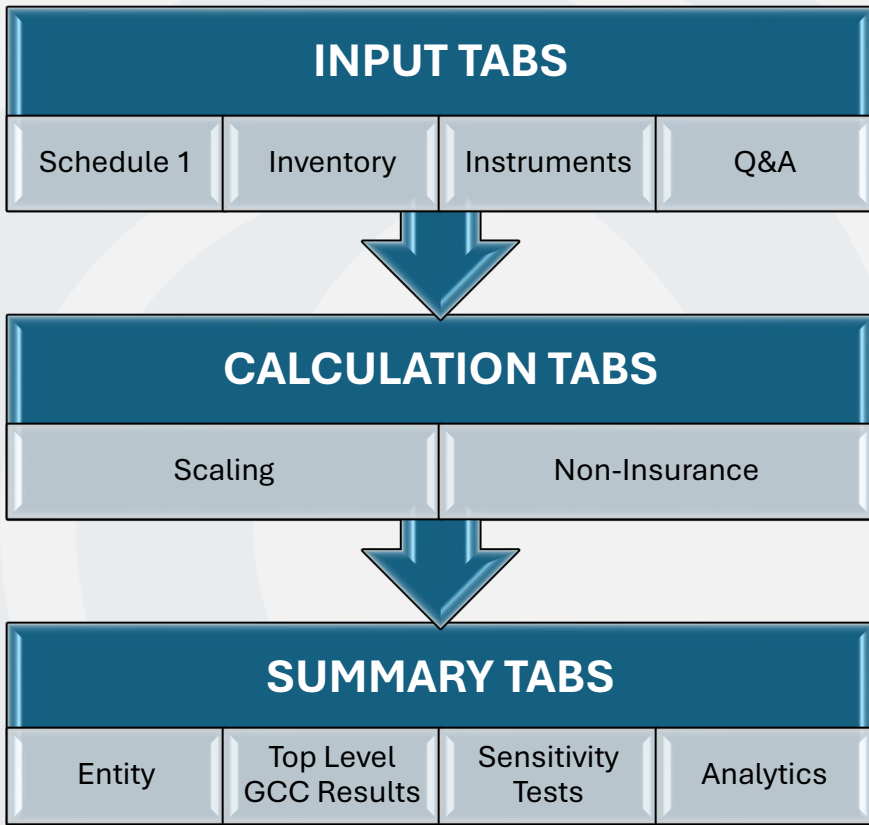 INPUT TABS
Schedule 1
Inventory
Instruments
Q&A
CALCULATION TABS
Scaling
Non-Insurance
SUMMARY TABS
Entity
Top Level
GCC Results
Sensitivity
Tests
Analytics